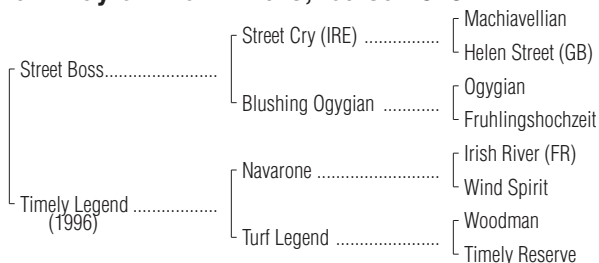 Machiavellian
Street Cry (IRE) ................
Helen Street (GB)
Street Boss........................
Ogygian
Blushing Ogygian ............
Fruhlingshochzeit
Irish River (FR)
Navarone ..........................
Wind Spirit
Timely Legend ..................
(1996)
Woodman
Turf Legend ......................
Timely Reserve